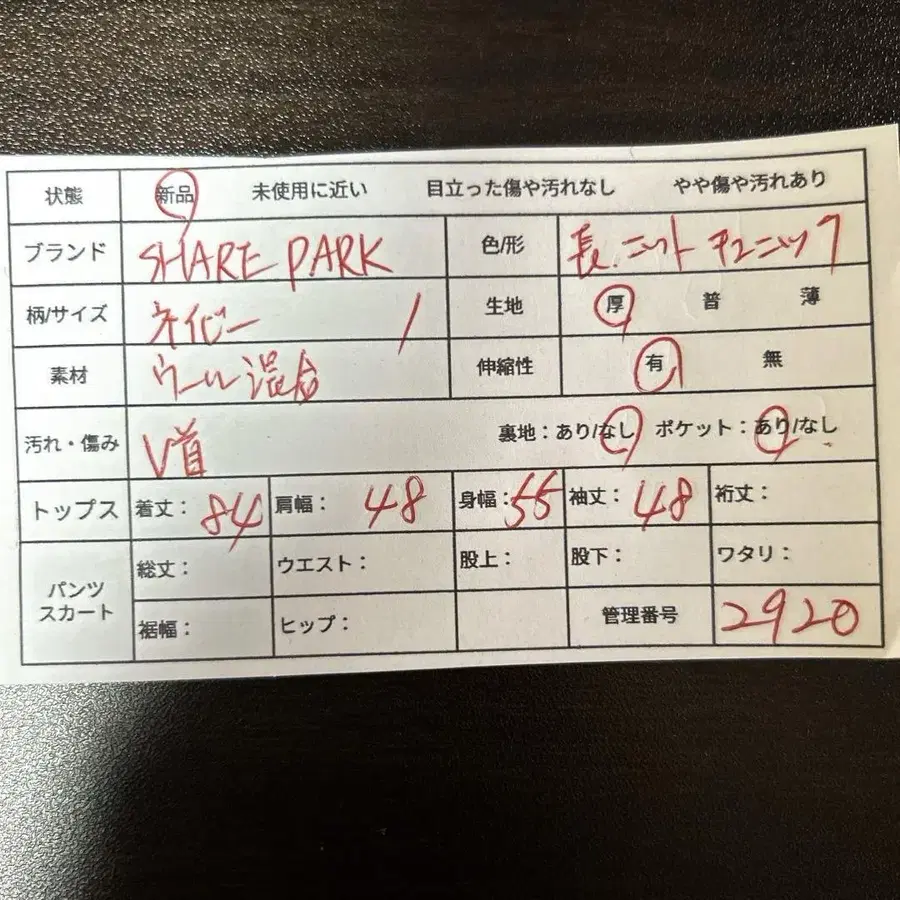 状態 新品 未使用に近い 目立った傷や汚れなし やや傷や汚れあり
ブランド SHARE PARK 色/形 長.ニットチュニック
柄/サイズ ネイビー / 生地 厚 普 薄
素材 ウール混合 伸縮性 有 無
汚れ・傷み V首 裏地：あり/なし ポケット：あり/なし
トップス 着丈： 84 肩幅： 48 身幅： 55 袖丈： 48 裄丈：
パンツ スカート 総丈： ウエスト： 股上： 股下： ワタリ：
裾幅： ヒップ： 管理番号 2920